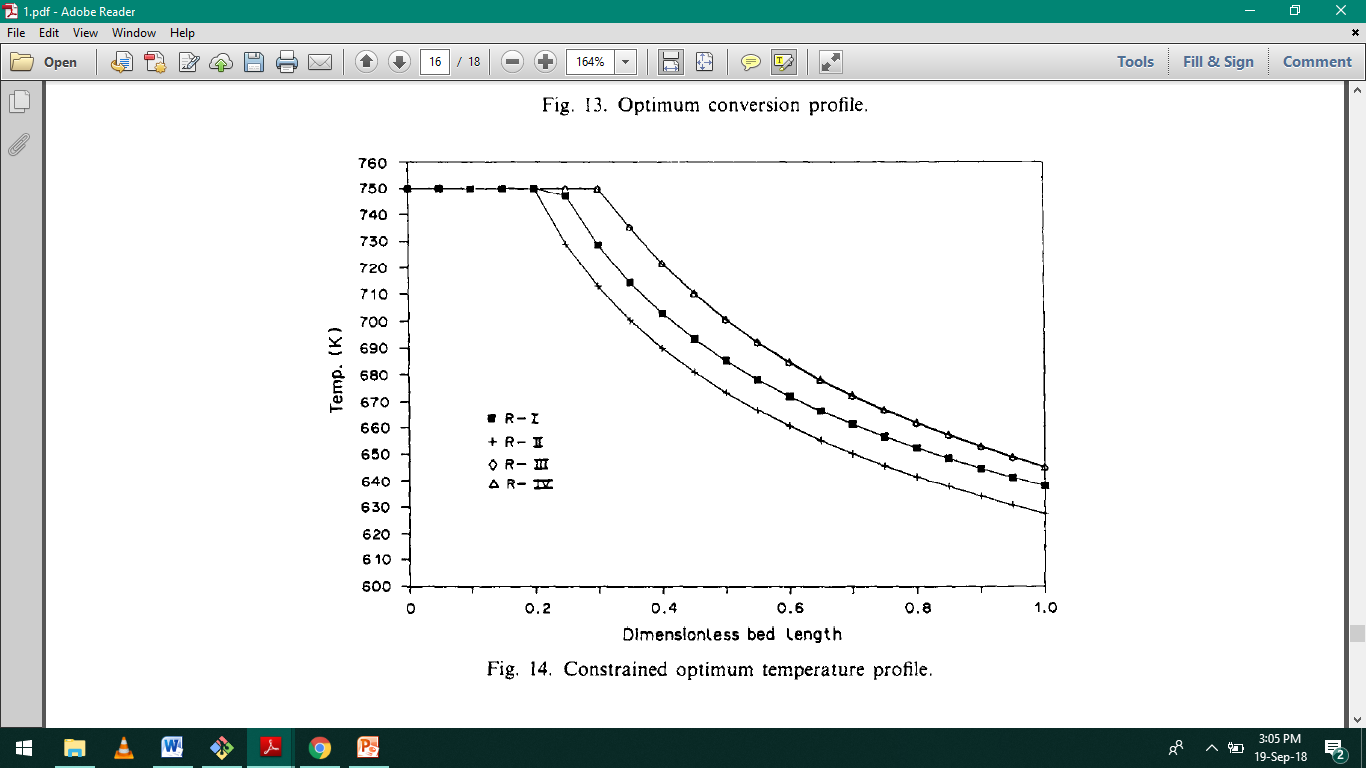 1.pdf - Adobe Reader
File Edit View Window Help
Open 16 / 18 164% Tools Fill & Sign Comment
Fig. 13. Optimum conversion profile.
760
750
740
730
720
710
700
690
680
670
660
650
640
630
620
610
600
Temp. (K)
R-I
R-II
R-III
R-IV
0 0.2 0.4 0.6 0.8 1.0
Dimensionless bed length
Fig. 14. Constrained optimum temperature profile.
3:05 PM
19-Sep-18
2